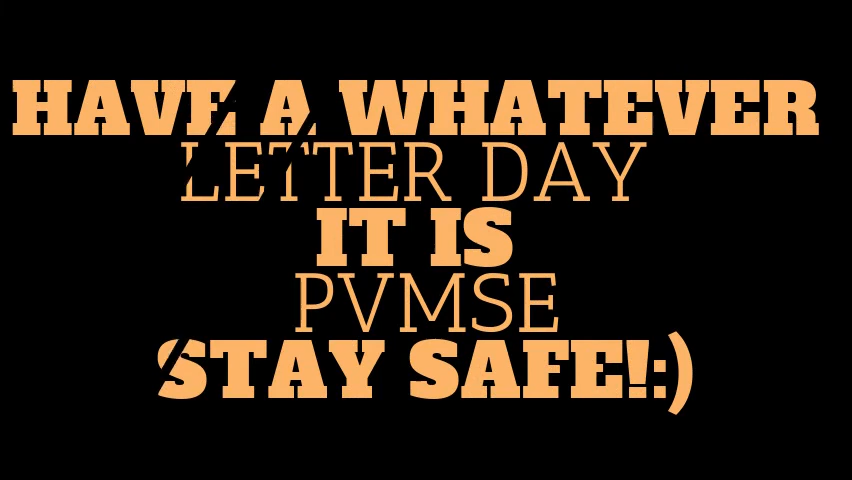 HAVE A WHATEVER
LETTER DAY
IT IS
PVMSE
STAY SAFE!:)